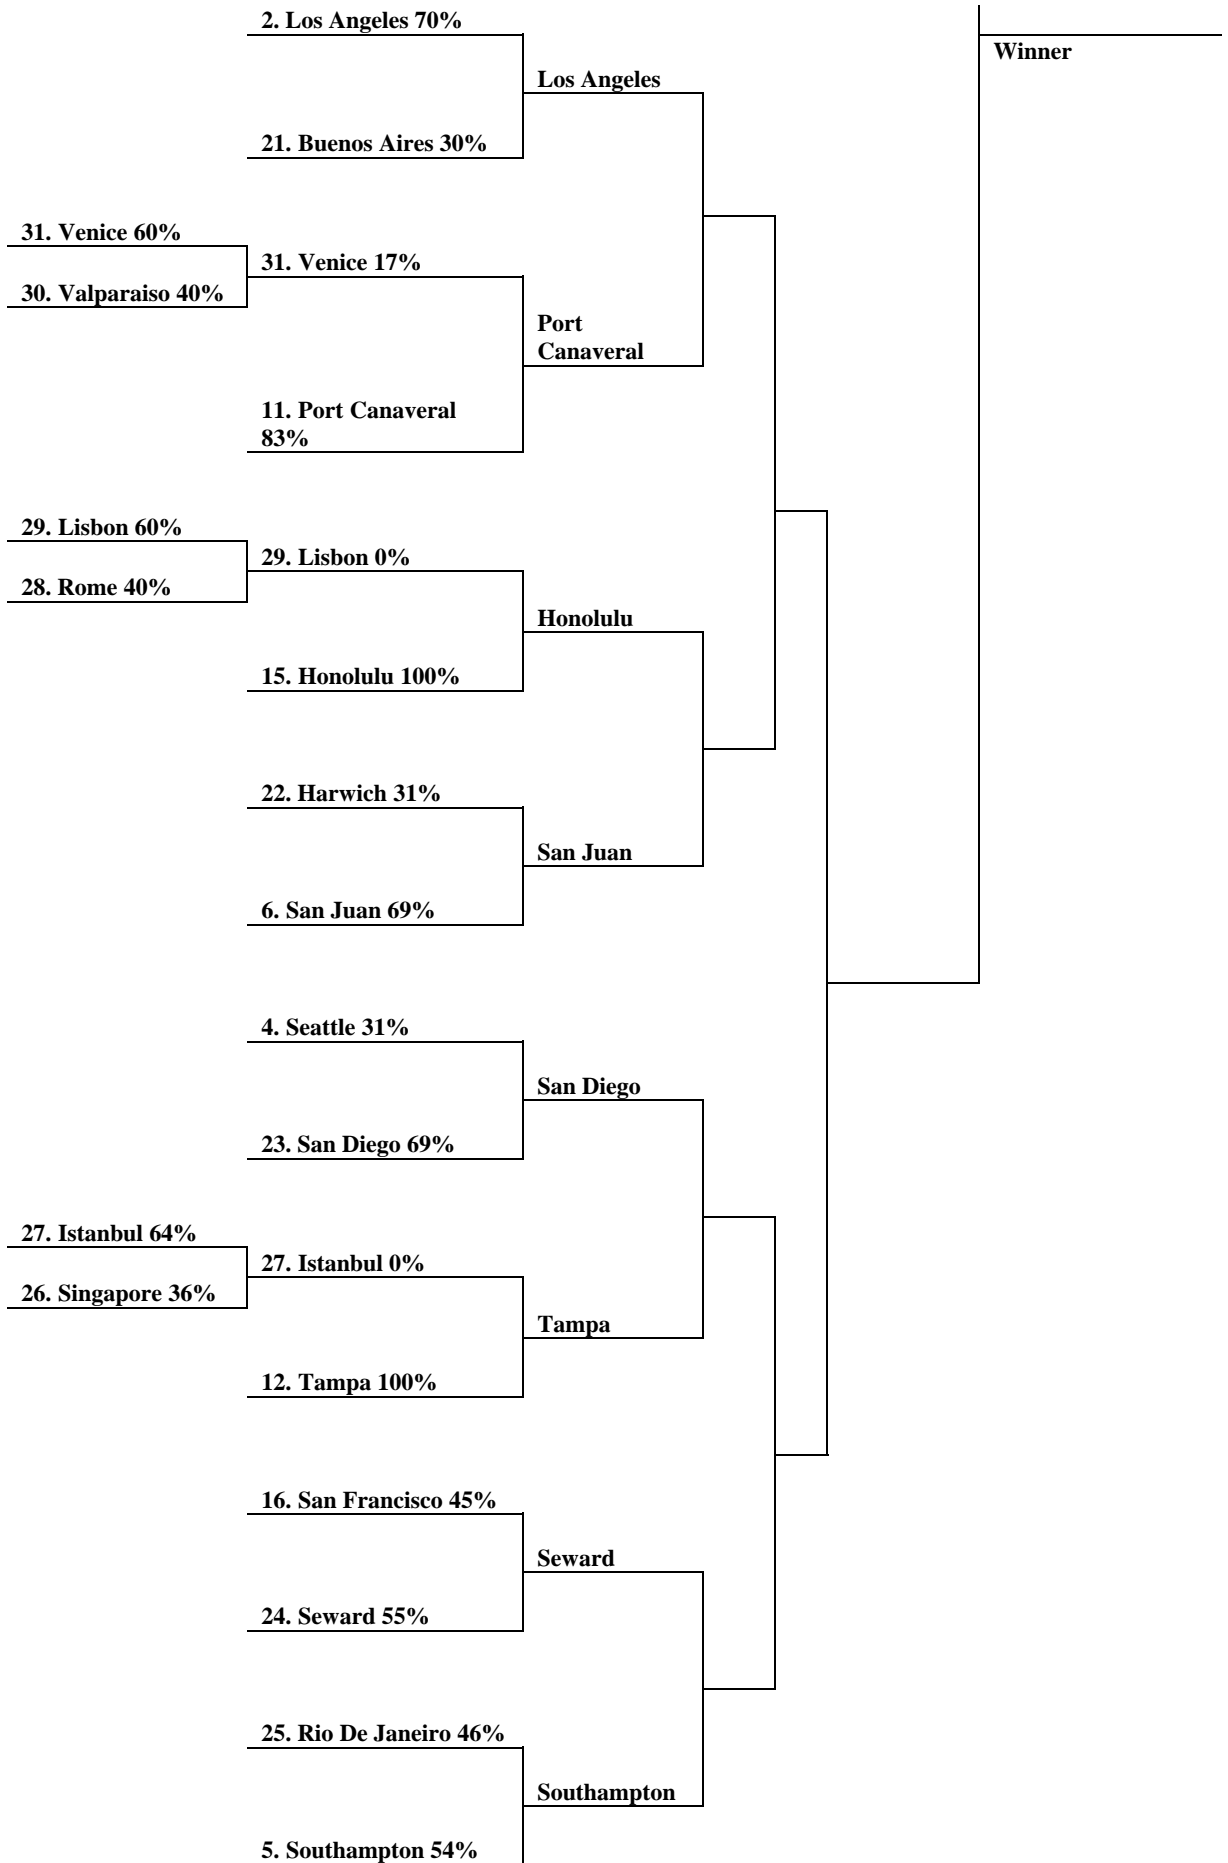 2. Los Angeles 70%
Winner
Los Angeles
21. Buenos Aires 30%
31. Venice 60%
31. Venice 17%
30. Valparaiso 40%
Port
Canaveral
11. Port Canaveral
83%
29. Lisbon 60%
29. Lisbon 0%
28. Rome 40%
Honolulu
15. Honolulu 100%
22. Harwich 31%
San Juan
6. San Juan 69%
4. Seattle 31%
San Diego
23. San Diego 69%
27. Istanbul 64%
27. Istanbul 0%
26. Singapore 36%
Tampa
12. Tampa 100%
16. San Francisco 45%
Seward
24. Seward 55%
25. Rio De Janeiro 46%
Southampton
5. Southampton 54%